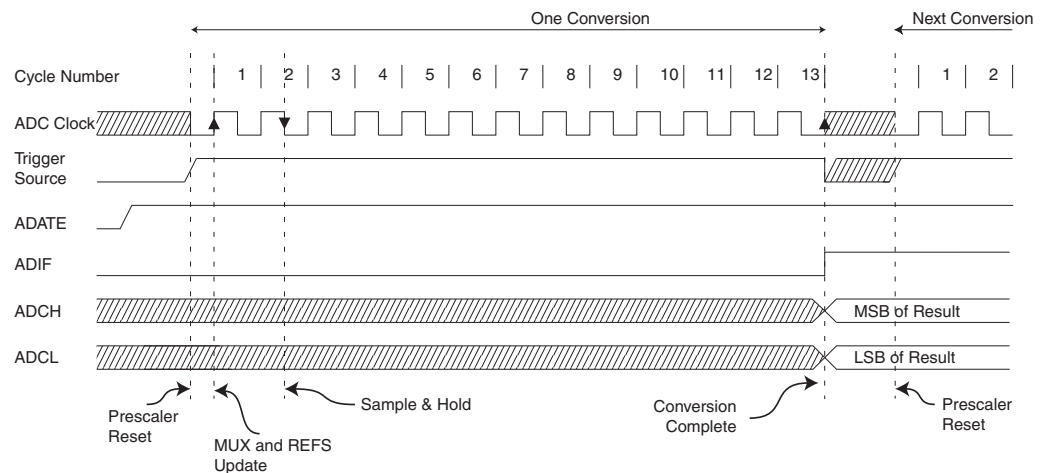 One Conversion Next Conversion
Cycle Number 1 2 3 4 5 6 7 8 9 10 11 12 13 1 2
ADC Clock
Trigger
Source
ADATE
ADIF
ADCH MSB of Result
ADCL LSB of Result
Prescaler
Reset
MUX and REFS
Update
Sample & Hold
Conversion
Complete
Prescaler
Reset